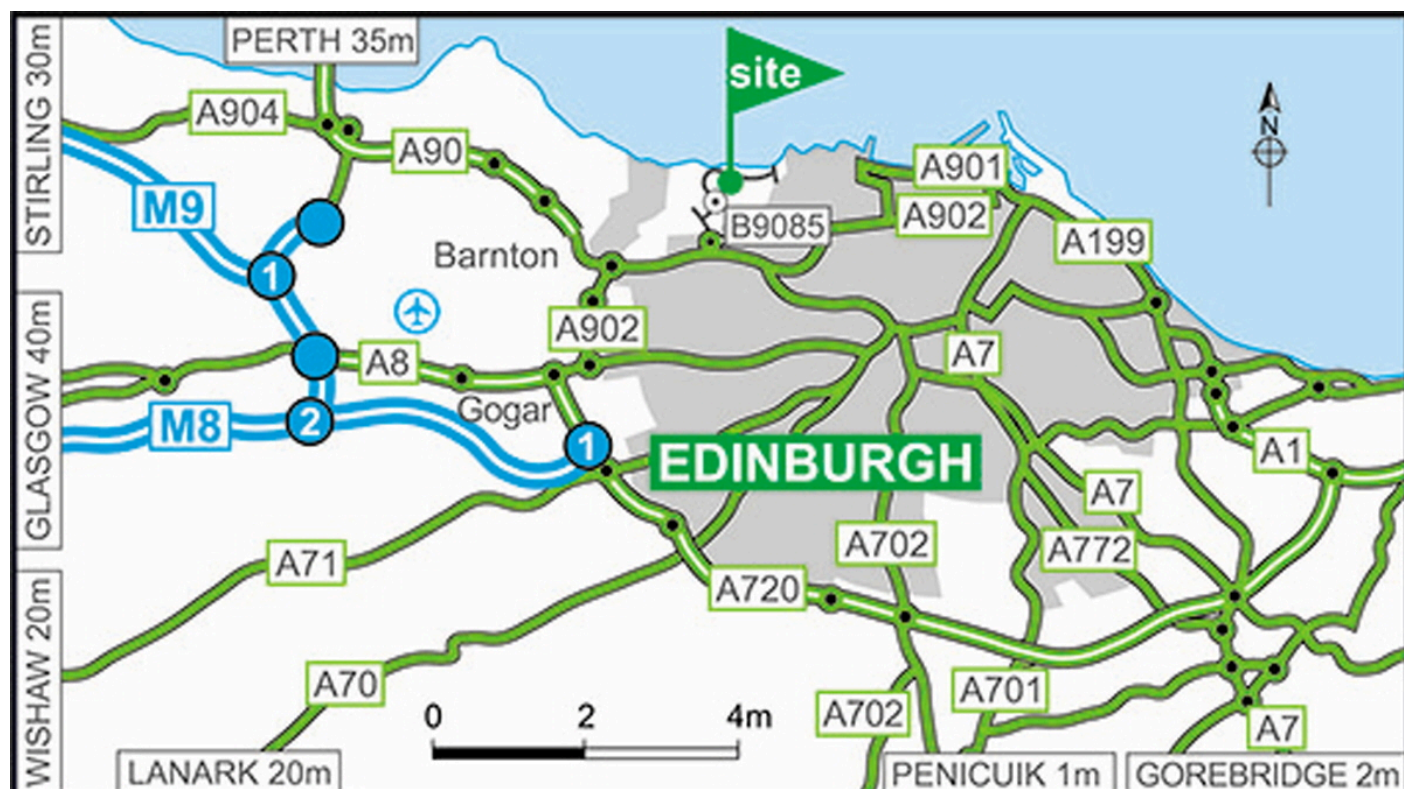 PERTH 35m
STIRLING 30m
site
A904
A90
A901
N
M9
A902
B9085
A199
Barnton
1
GLASGOW 40m
A902
A8
A7
Gogar
M8
2
1
EDINBURGH
A1
A7
A702
A772
A71
A720
WISHAW 20m
A70
A701
A702
0 2 4m
A7
LANARK 20m
PENICUIK 1m
GOREBRIDGE 2m